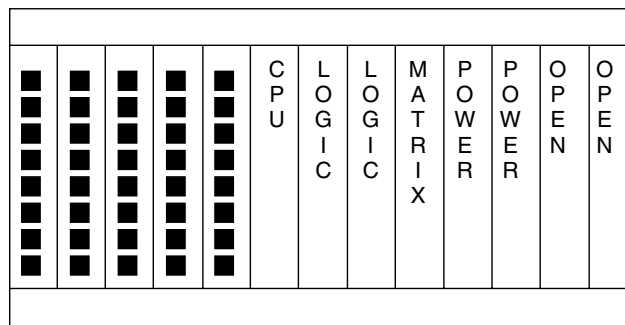 CPU
LOGIC
LOGIC
MATRIX
POWER
POWER
OPEN
OPEN